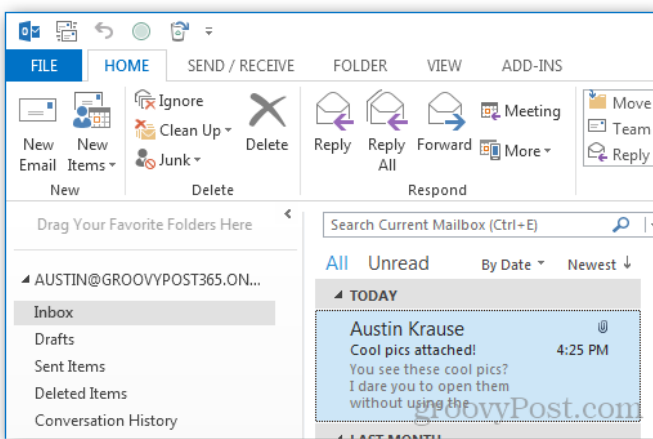 FILE HOME SEND / RECEIVE FOLDER VIEW ADD-INS
New Email
New Items
New
Ignore
Clean Up
Junk
Delete
Delete
Reply
Reply All
Forward
Meeting
More
Respond
Move
Team
Reply
Drag Your Favorite Folders Here
AUSTIN@GROOVYPOST365.ON...
Inbox
Drafts
Sent Items
Deleted Items
Conversation History
Search Current Mailbox (Ctrl+E)
All Unread By Date Newest
TODAY
Austin Krause
Cool pics attached! 4:25 PM
You see these cool pics?
I dare you to open them
without using the
groovyPost.com
LAST MONTH